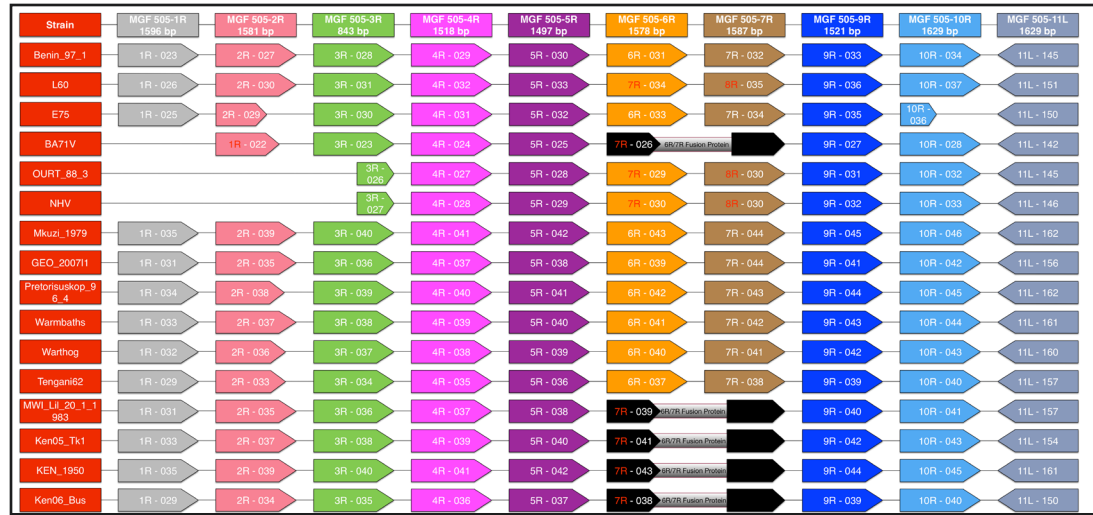 Strain MGF 505-1R MGF 505-2R MGF 505-3R MGF 505-4R MGF 505-5R MGF 505-6R MGF 505-7R MGF 505-9R MGF 505-10R MGF 505-11L
1596 bp 1581 bp 843 bp 1518 bp 1497 bp 1578 bp 1587 bp 1521 bp 1629 bp 1629 bp
Benin_97_1 1R - 023 2R - 027 3R - 028 4R - 029 5R - 030 6R - 031 7R - 032 9R - 033 10R - 034 11L - 145
L60 1R - 026 2R - 030 3R - 031 4R - 032 5R - 033 7R - 034 8R - 035 9R - 036 10R - 037 11L - 151
E75 1R - 025 2R - 029 3R - 030 4R - 031 5R - 032 6R - 033 7R - 034 9R - 035 10R - 036 11L - 150
BA71V 1R - 022 3R - 023 4R - 024 5R - 025 7R - 026 6R/7R Fusion Protein 9R - 027 10R - 028 11L - 142
OURT_88_3 3R - 026 4R - 027 5R - 028 7R - 029 8R - 030 9R - 031 10R - 032 11L - 145
NHV 3R - 027 4R - 028 5R - 029 7R - 030 8R - 030 9R - 032 10R - 033 11L - 146
Mkuzi_1979 1R - 035 2R - 039 3R - 040 4R - 041 5R - 042 6R - 043 7R - 044 9R - 045 10R - 046 11L - 162
GEO_2007I1 1R - 031 2R - 035 3R - 036 4R - 037 5R - 038 6R - 039 7R - 044 9R - 041 10R - 042 11L - 156
Pretorisuskop_96_4 1R - 034 2R - 038 3R - 039 4R - 040 5R - 041 6R - 042 7R - 043 9R - 044 10R - 045 11L - 162
Warmbaths 1R - 033 2R - 037 3R - 038 4R - 039 5R - 040 6R - 041 7R - 042 9R - 043 10R - 044 11L - 161
Warthog 1R - 032 2R - 036 3R - 037 4R - 038 5R - 039 6R - 040 7R - 041 9R - 042 10R - 043 11L - 160
Tengani62 1R - 029 2R - 033 3R - 034 4R - 035 5R - 036 6R - 037 7R - 038 9R - 039 10R - 040 11L - 157
MWI_Lil_20_1_1983 1R - 031 2R - 035 3R - 036 4R - 037 5R - 038 7R - 039 6R/7R Fusion Protein 9R - 040 10R - 041 11L - 157
Ken05_Tk1 1R - 033 2R - 037 3R - 038 4R - 039 5R - 040 7R - 041 6R/7R Fusion Protein 9R - 042 10R - 043 11L - 154
KEN_1950 1R - 035 2R - 039 3R - 040 4R - 041 5R - 042 7R - 043 6R/7R Fusion Protein 9R - 044 10R - 045 11L - 161
Ken06_Bus 1R - 029 2R - 034 3R - 035 4R - 036 5R - 037 7R - 038 6R/7R Fusion Protein 9R - 039 10R - 040 11L - 150